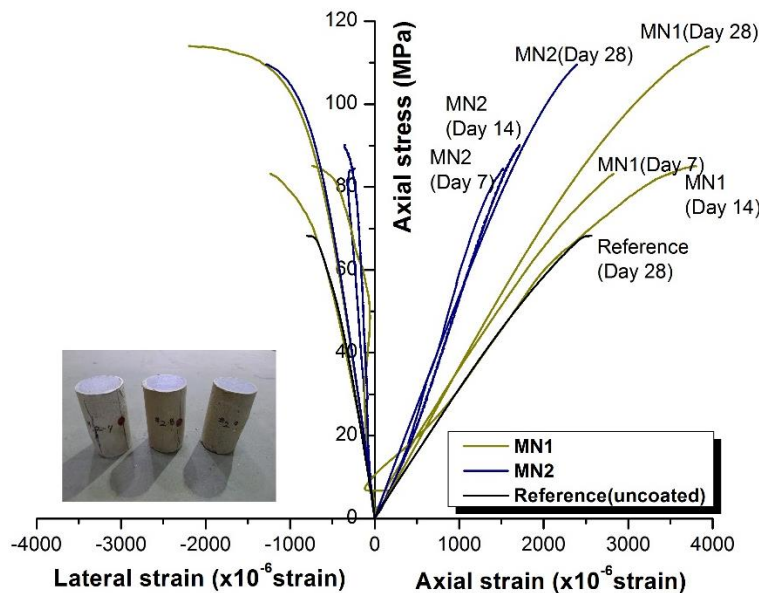 120
100
80
60
40
20
0
Axial stress (MPa)
MN1(Day 28)
MN2(Day 28)
MN2
(Day 14)
MN2
(Day 7)
MN1(Day 7)
MN1
(Day 14)
Reference
(Day 28)
MN1
MN2
Reference(uncoated)
-4000 -3000 -2000 -1000 0 1000 2000 3000 4000
Lateral strain (x10⁻⁶strain) Axial strain (x10⁻⁶strain)